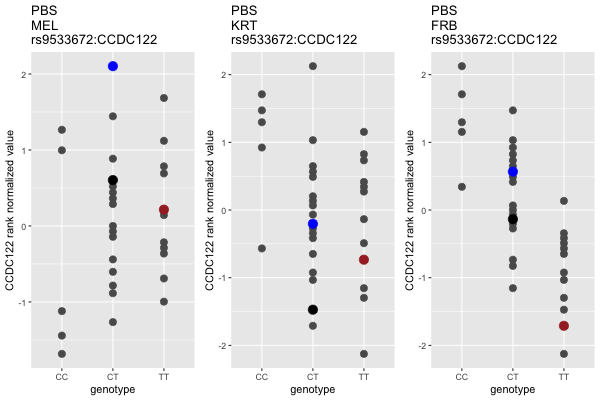 PBS
MEL
rs9533672:CCDC122
CCDC122 rank normalized value
2
1
0
-1
CC
CT
TT
genotype
PBS
KRT
rs9533672:CCDC122
CCDC122 rank normalized value
2
1
0
-1
-2
CC
CT
TT
genotype
PBS
FRB
rs9533672:CCDC122
CCDC122 rank normalized value
2
1
0
-1
-2
CC
CT
TT
genotype